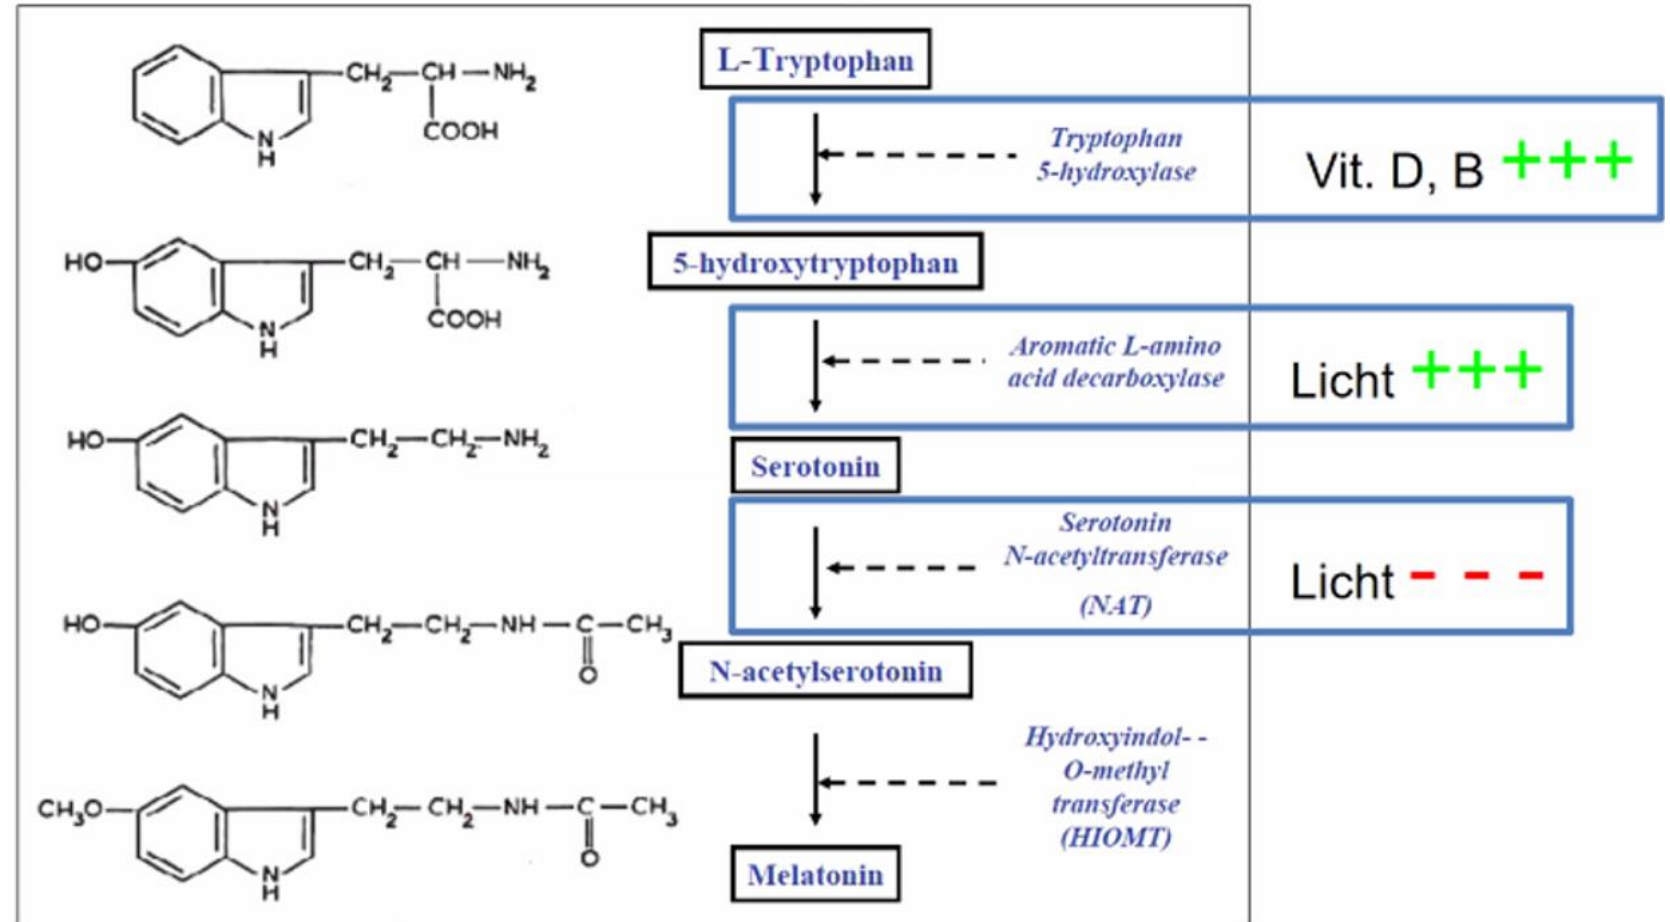 CH₂—CH—NH₂
COOH
N
H
L-Tryptophan
Tryptophan
5-hydroxylase
Vit. D, B +++
HO
CH₂—CH—NH₂
COOH
N
H
5-hydroxytryptophan
Aromatic L-amino
acid decarboxylase
Licht +++
HO
CH₂—CH₂—NH₂
N
H
Serotonin
Serotonin
N-acetyltransferase
(NAT)
Licht - - -
HO
CH₂—CH₂—NH—C—CH₃
O
N
H
N-acetylserotonin
Hydroxyindol- -
O-methyl
transferase
(HIOMT)
CH₃O
CH₂—CH₂—NH—C—CH₃
O
N
H
Melatonin